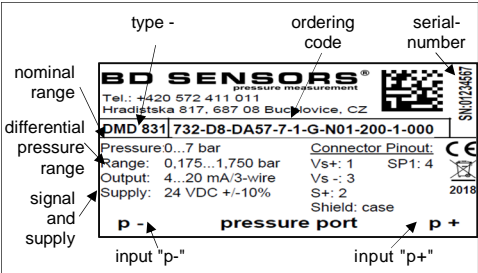 type -
ordering code
serial-number
nominal range
differential pressure range
signal and supply
BD SENSORS®
pressure measurement
Tel.: +420 572 411 011
Hradistska 817, 687 08 Buchlovice, CZ
SN:01234567
DMD 831 732-D8-DA57-7-1-G-N01-200-1-000
Pressure:0...7 bar Connector Pinout:
Range: 0,175...1,750 bar Vs+: 1 SP1: 4
Output: 4...20 mA/3-wire Vs -: 3
Supply: 24 VDC +/-10% S+: 2
Shield: case
CE
2018
p - pressure port p +
input "p-" input "p+"